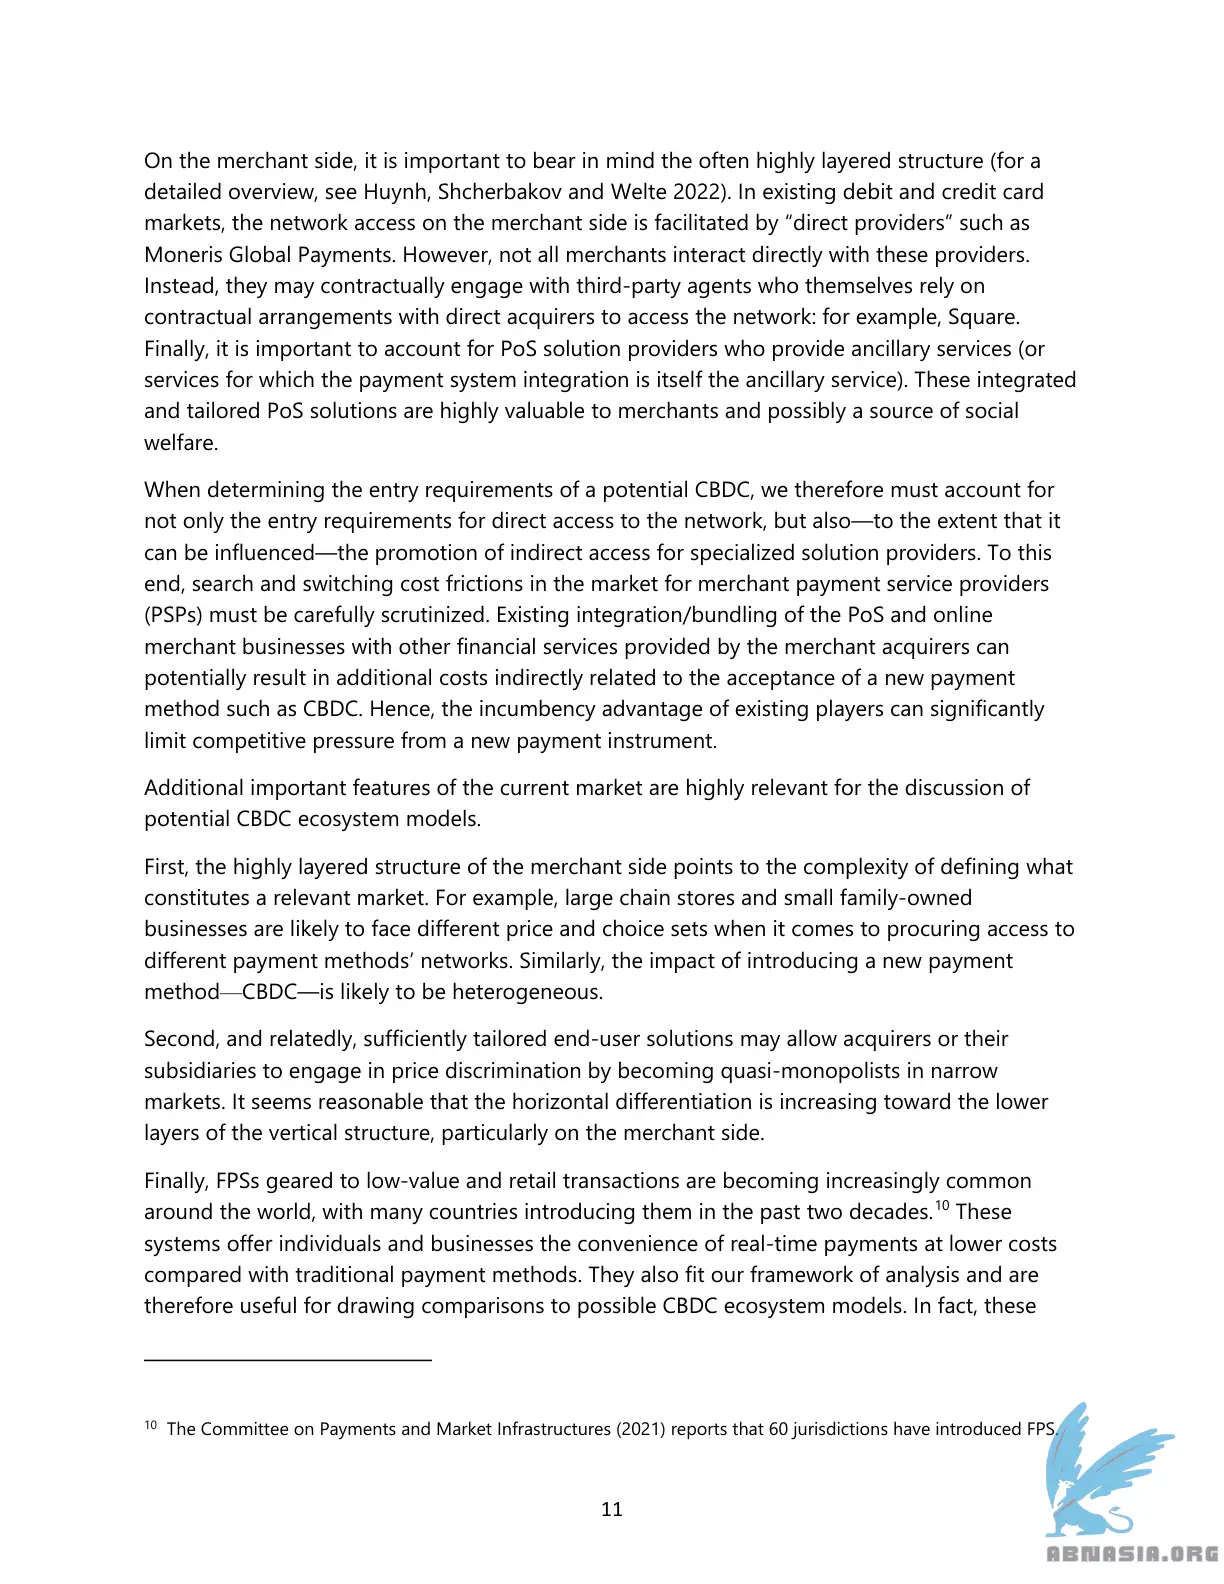 On the merchant side, it is important to bear in mind the often highly layered structure (for a
detailed overview, see Huynh, Shcherbakov and Welte 2022). In existing debit and credit card
markets, the network access on the merchant side is facilitated by “direct providers” such as
Moneris Global Payments. However, not all merchants interact directly with these providers.
Instead, they may contractually engage with third-party agents who themselves rely on
contractual arrangements with direct acquirers to access the network: for example, Square.
Finally, it is important to account for PoS solution providers who provide ancillary services (or
services for which the payment system integration is itself the ancillary service). These integrated
and tailored PoS solutions are highly valuable to merchants and possibly a source of social
welfare.
When determining the entry requirements of a potential CBDC, we therefore must account for
not only the entry requirements for direct access to the network, but also—to the extent that it
can be influenced—the promotion of indirect access for specialized solution providers. To this
end, search and switching cost frictions in the market for merchant payment service providers
(PSPs) must be carefully scrutinized. Existing integration/bundling of the PoS and online
merchant businesses with other financial services provided by the merchant acquirers can
potentially result in additional costs indirectly related to the acceptance of a new payment
method such as CBDC. Hence, the incumbency advantage of existing players can significantly
limit competitive pressure from a new payment instrument.
Additional important features of the current market are highly relevant for the discussion of
potential CBDC ecosystem models.
First, the highly layered structure of the merchant side points to the complexity of defining what
constitutes a relevant market. For example, large chain stores and small family-owned
businesses are likely to face different price and choice sets when it comes to procuring access to
different payment methods’ networks. Similarly, the impact of introducing a new payment
method—CBDC—is likely to be heterogeneous.
Second, and relatedly, sufficiently tailored end-user solutions may allow acquirers or their
subsidiaries to engage in price discrimination by becoming quasi-monopolists in narrow
markets. It seems reasonable that the horizontal differentiation is increasing toward the lower
layers of the vertical structure, particularly on the merchant side.
Finally, FPSs geared to low-value and retail transactions are becoming increasingly common
around the world, with many countries introducing them in the past two decades.10 These
systems offer individuals and businesses the convenience of real-time payments at lower costs
compared with traditional payment methods. They also fit our framework of analysis and are
therefore useful for drawing comparisons to possible CBDC ecosystem models. In fact, these
10 The Committee on Payments and Market Infrastructures (2021) reports that 60 jurisdictions have introduced FPS.
11
ABNASIA.ORG